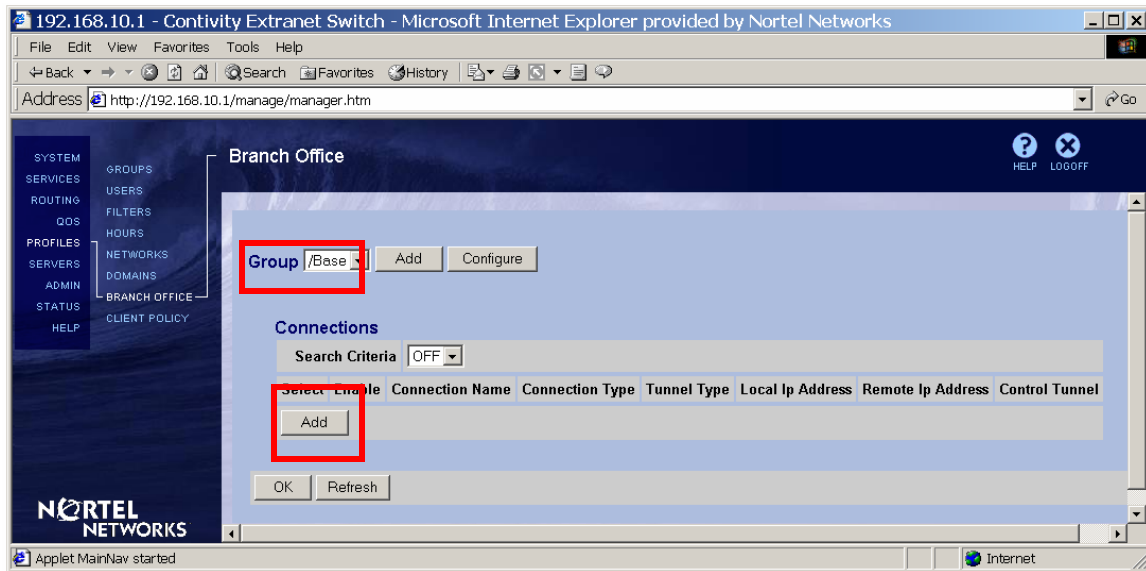 192.168.10.1 - Contivity Extranet Switch - Microsoft Internet Explorer provided by Nortel Networks
File Edit View Favorites Tools Help
Back Search Favorites History
Address http://192.168.10.1/manage/manager.htm Go
SYSTEM
SERVICES
ROUTING
QOS
PROFILES
SERVERS
ADMIN
STATUS
HELP
GROUPS
USERS
FILTERS
HOURS
NETWORKS
DOMAINS
BRANCH OFFICE
CLIENT POLICY
Branch Office
HELP LOGOFF
Group /Base Add Configure
Connections
Search Criteria OFF
Select Enable Connection Name Connection Type Tunnel Type Local Ip Address Remote Ip Address Control Tunnel
Add
OK Refresh
NORTEL
NETWORKS
Applet MainNav started Internet